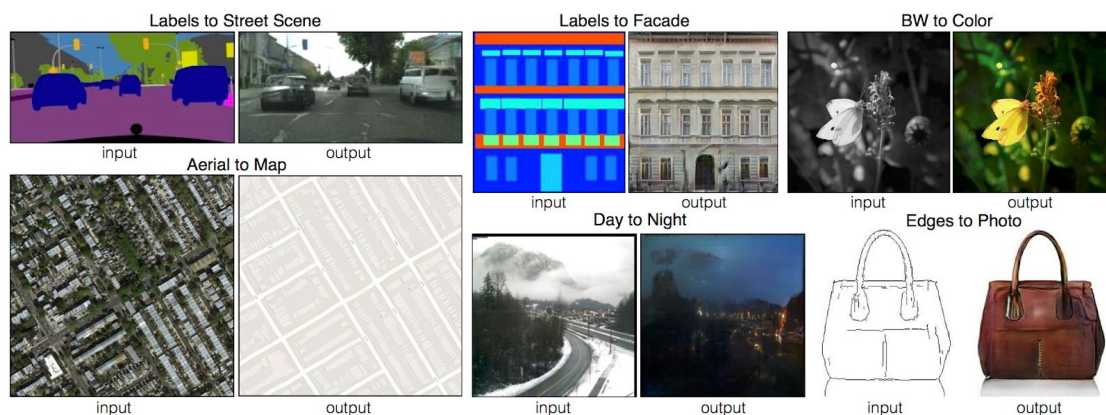 Labels to Street Scene
input
output
Aerial to Map
input
output
Labels to Facade
input
output
BW to Color
input
output
Day to Night
input
output
Edges to Photo
input
output